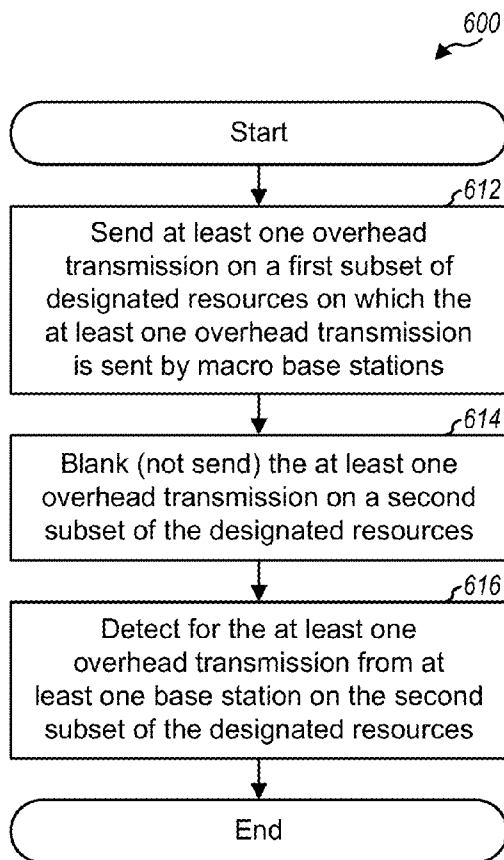 600
Start
612
Send at least one overhead
transmission on a first subset of
designated resources on which the
at least one overhead transmission
is sent by macro base stations
614
Blank (not send) the at least one
overhead transmission on a second
subset of the designated resources
616
Detect for the at least one
overhead transmission from at
least one base station on the second
subset of the designated resources
End